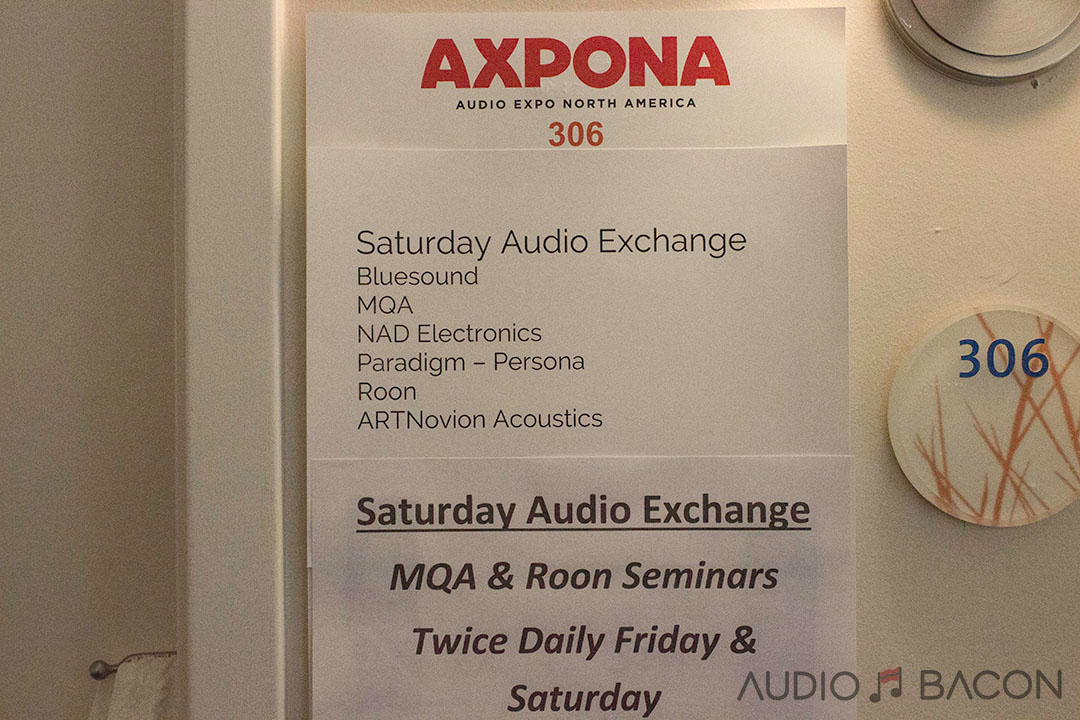 AXPONA
AUDIO EXPO NORTH AMERICA
306
Saturday Audio Exchange
Bluesound
MQA
NAD Electronics
Paradigm – Persona
Roon
ARTNovion Acoustics
Saturday Audio Exchange
MQA & Roon Seminars
Twice Daily Friday &
Saturday
306
AUDIO BACON